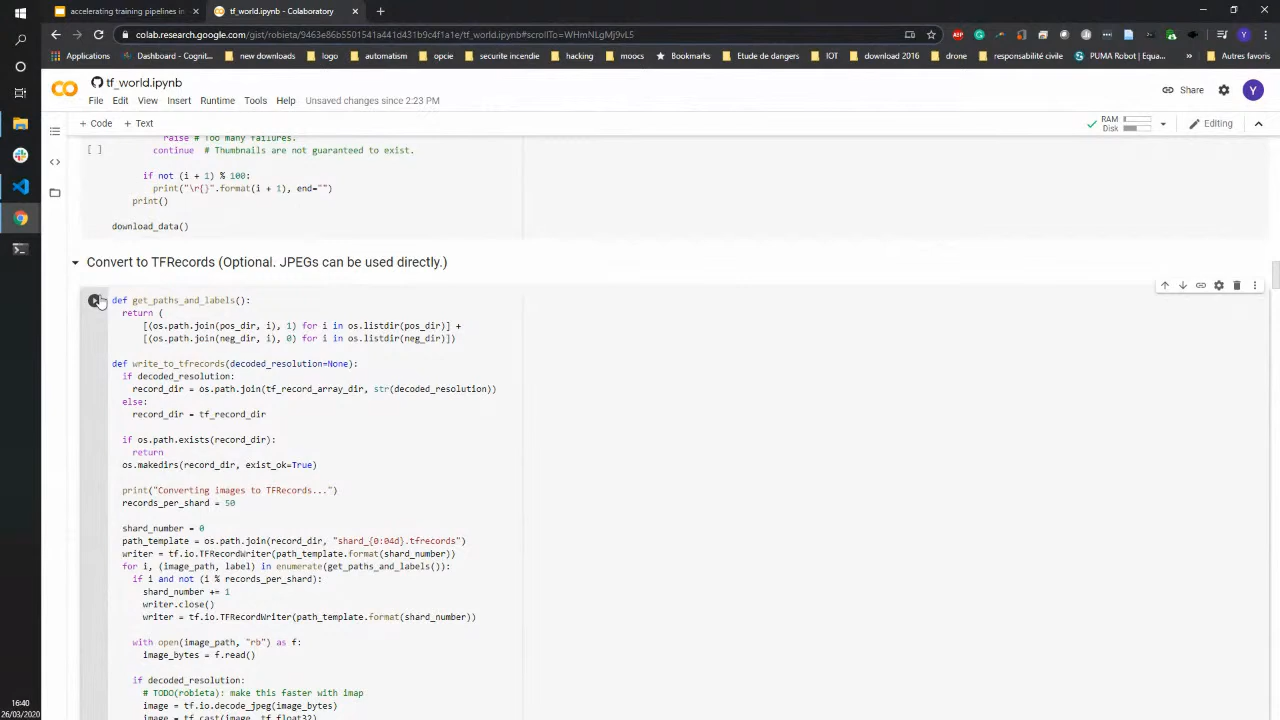 accelerating training pipelines in
tf_world.ipynb - Colaboratory
colab.research.google.com/gist/robieta/9463e86b5501541a441d431b9c4f1a1e/tf_world.ipynb#scrollTo=WHmNLgMj9vL5
Applications
Dashboard - Cognit...
new downloads
logo
automatism
opcie
securite incendie
hacking
moocs
Bookmarks
Etude de dangers
IOT
download 2016
drone
responsabilité civile
PUMA Robot | Equa...
»
Autres favoris
tf_world.ipynb
Share
Y
File Edit View Insert Runtime Tools Help Unsaved changes since 2:23 PM
+ Code + Text
RAM
Disk
Editing
raise # Too many failures.
[ ] continue # Thumbnails are not guaranteed to exist.
if not (i + 1) % 100:
print("\r{}".format(i + 1), end="")
print()
download_data()
Convert to TFRecords (Optional. JPEGs can be used directly.)
def get_paths_and_labels():
return (
[(os.path.join(pos_dir, i), 1) for i in os.listdir(pos_dir)] +
[(os.path.join(neg_dir, i), 0) for i in os.listdir(neg_dir)])
def write_to_tfrecords(decoded_resolution=None):
if decoded_resolution:
record_dir = os.path.join(tf_record_array_dir, str(decoded_resolution))
else:
record_dir = tf_record_dir
if os.path.exists(record_dir):
return
os.makedirs(record_dir, exist_ok=True)
print("Converting images to TFRecords...")
records_per_shard = 50
shard_number = 0
path_template = os.path.join(record_dir, "shard_{0:04d}.tfrecords")
writer = tf.io.TFRecordWriter(path_template.format(shard_number))
for i, (image_path, label) in enumerate(get_paths_and_labels()):
if i and not (i % records_per_shard):
shard_number += 1
writer.close()
writer = tf.io.TFRecordWriter(path_template.format(shard_number))
with open(image_path, "rb") as f:
image_bytes = f.read()
if decoded_resolution:
# TODO(robieta): make this faster with imap
image = tf.io.decode_jpeg(image_bytes)
image = tf.cast(image, tf.float32)
16:40
26/03/2020